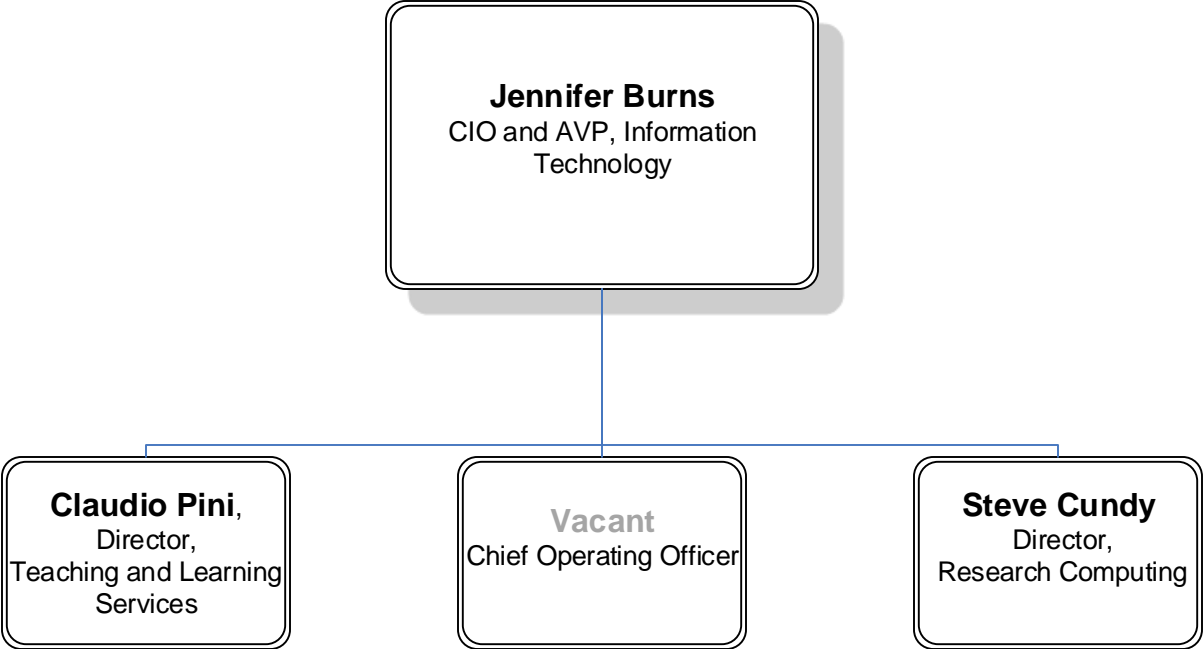 Jennifer Burns
CIO and AVP, Information
Technology
Claudio Pini,
Director,
Teaching and Learning
Services
Vacant
Chief Operating Officer
Steve Cundy
Director,
Research Computing